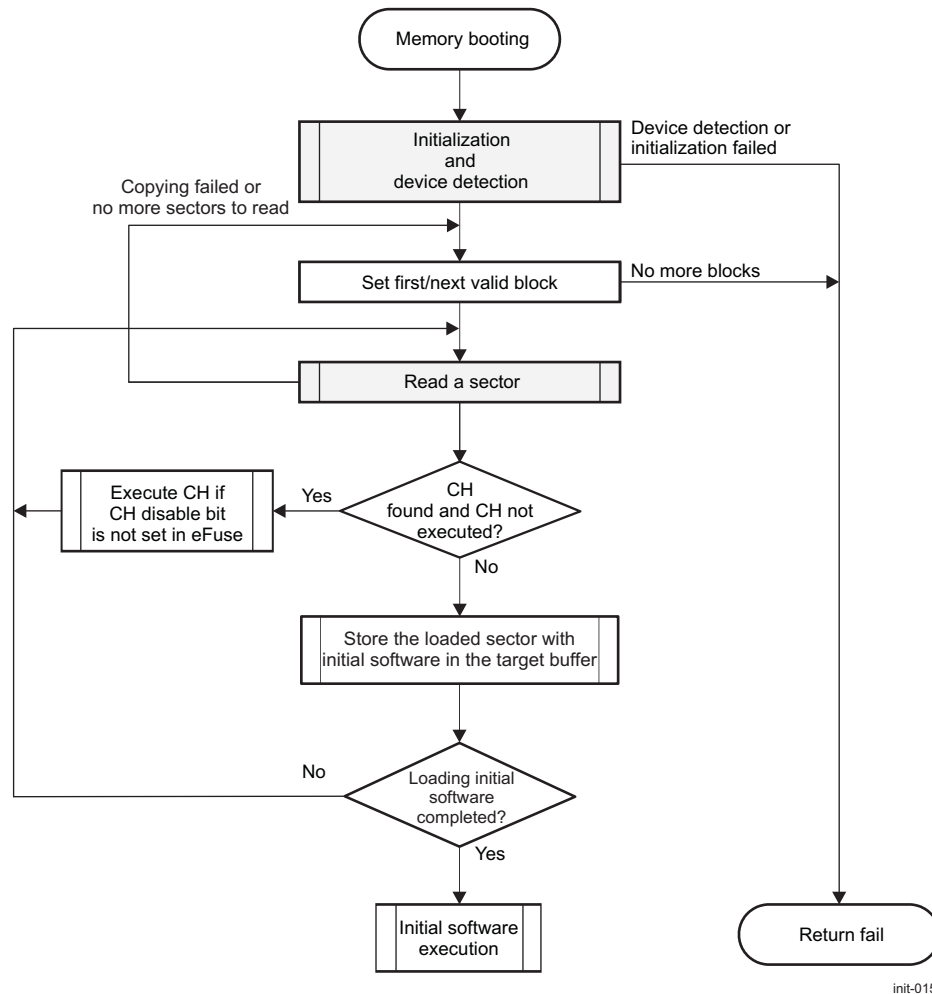 Memory booting
Initialization
and
device detection
Device detection or
initialization failed
Copying failed or
no more sectors to read
Set first/next valid block
No more blocks
Read a sector
CH
found and CH not
executed?
Yes
Execute CH if
CH disable bit
is not set in eFuse
No
Store the loaded sector with
initial software in the target buffer
Loading initial
software
completed?
No
Yes
Initial software
execution
Return fail
init-015